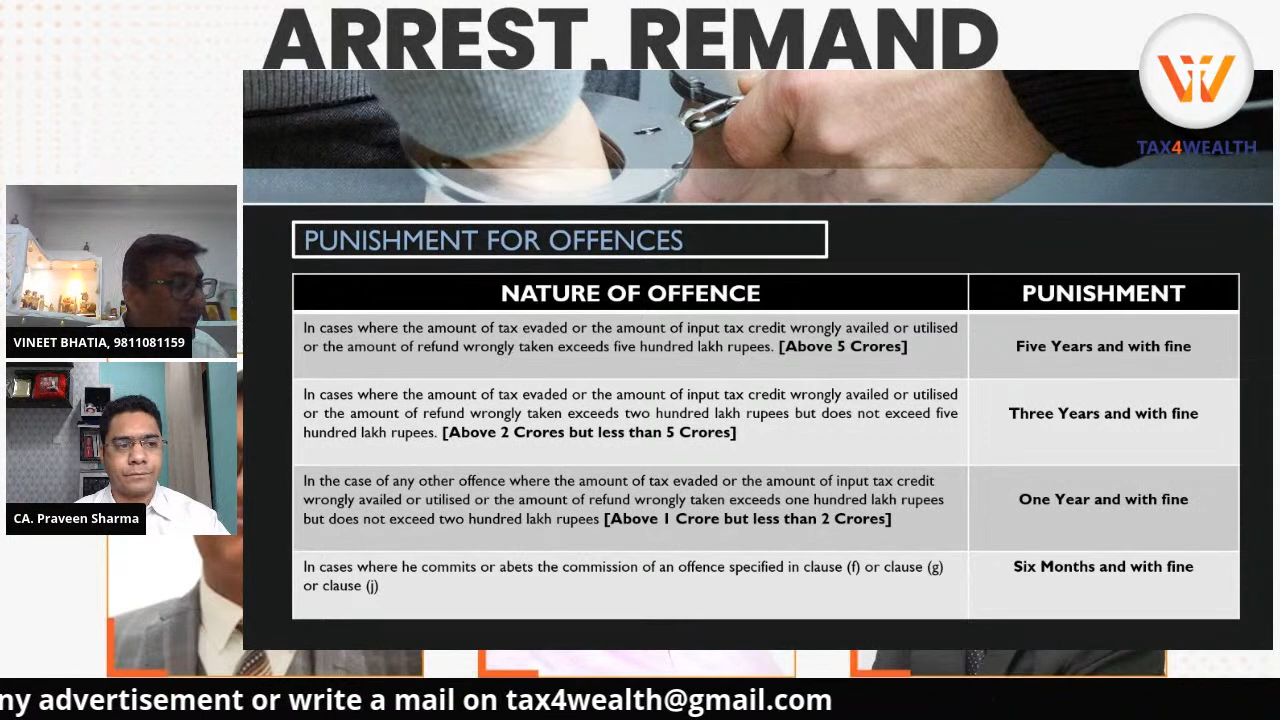 ARREST, REMAND
TAX4WEALTH
PUNISHMENT FOR OFFENCES
NATURE OF OFFENCE
PUNISHMENT
In cases where the amount of tax evaded or the amount of input tax credit wrongly availed or utilised
or the amount of refund wrongly taken exceeds five hundred lakh rupees. [Above 5 Crores]
Five Years and with fine
In cases where the amount of tax evaded or the amount of input tax credit wrongly availed or utilised
or the amount of refund wrongly taken exceeds two hundred lakh rupees but does not exceed five
hundred lakh rupees. [Above 2 Crores but less than 5 Crores]
Three Years and with fine
In the case of any other offence where the amount of tax evaded or the amount of input tax credit
wrongly availed or utilised or the amount of refund wrongly taken exceeds one hundred lakh rupees
but does not exceed two hundred lakh rupees [Above 1 Crore but less than 2 Crores]
One Year and with fine
In cases where he commits or abets the commission of an offence specified in clause (f) or clause (g)
or clause (j)
Six Months and with fine
VINEET BHATIA, 9811081159
CA. Praveen Sharma
ny advertisement or write a mail on tax4wealth@gmail.com